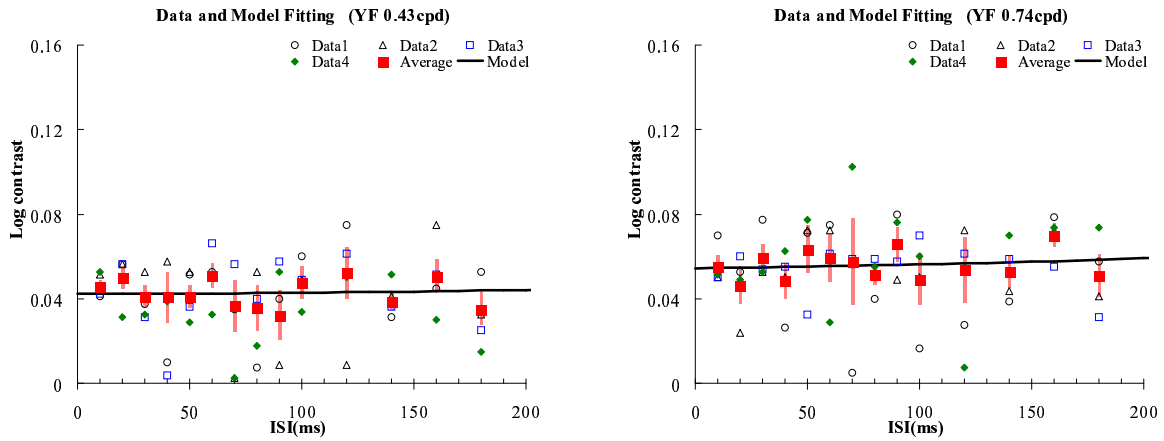 Data and Model Fitting (YF 0.43cpd)
0.16
Data1 Data2 Data3
Data4 Average Model
0.12
0.08
0.04
0
Log contrast
0 50 100 150 200
ISI(ms)
Data and Model Fitting (YF 0.74cpd)
0.16
Data1 Data2 Data3
Data4 Average Model
0.12
0.08
0.04
0
Log contrast
0 50 100 150 200
ISI(ms)